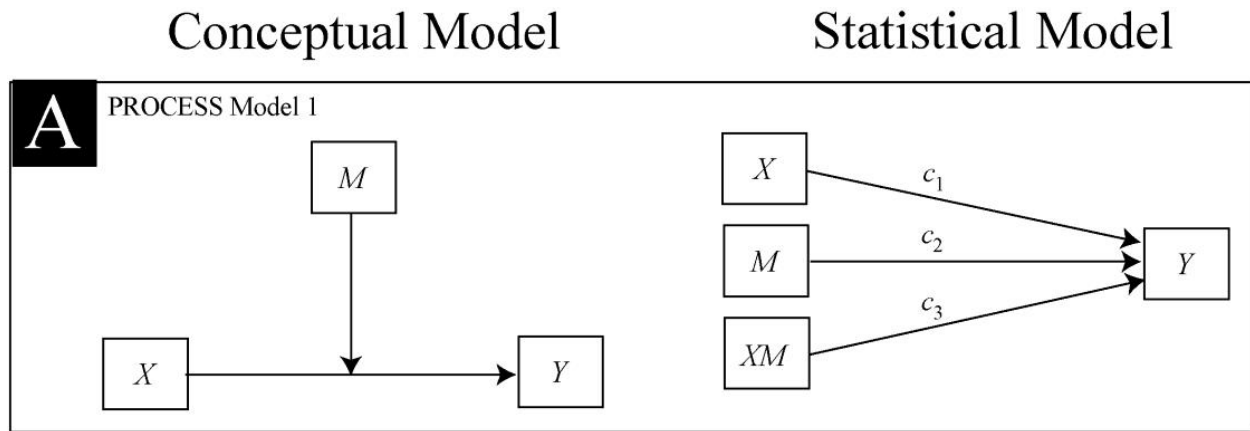 Conceptual Model
Statistical Model
A
PROCESS Model 1
M
X
Y
X
M
XM
c1
c2
c3
Y